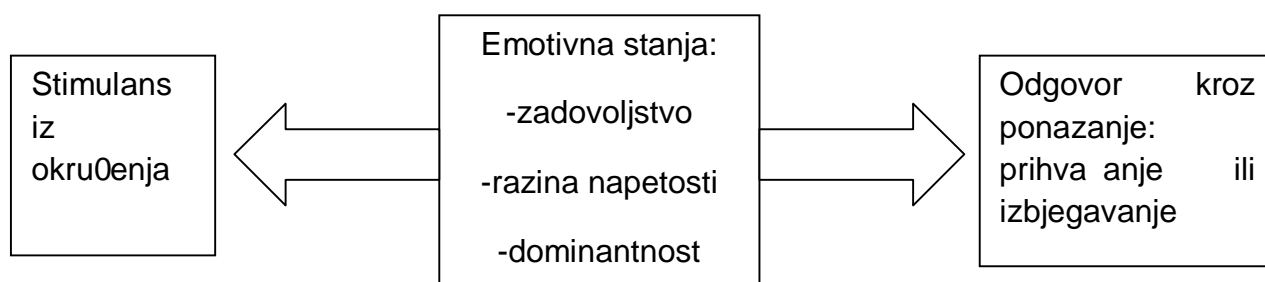 Stimulans
iz
okru0enja
Emotivna stanja:
-zadovoljstvo
-razina napetosti
-dominantnost
Odgovor kroz
ponazanje:
prihva anje ili
izbjegavanje